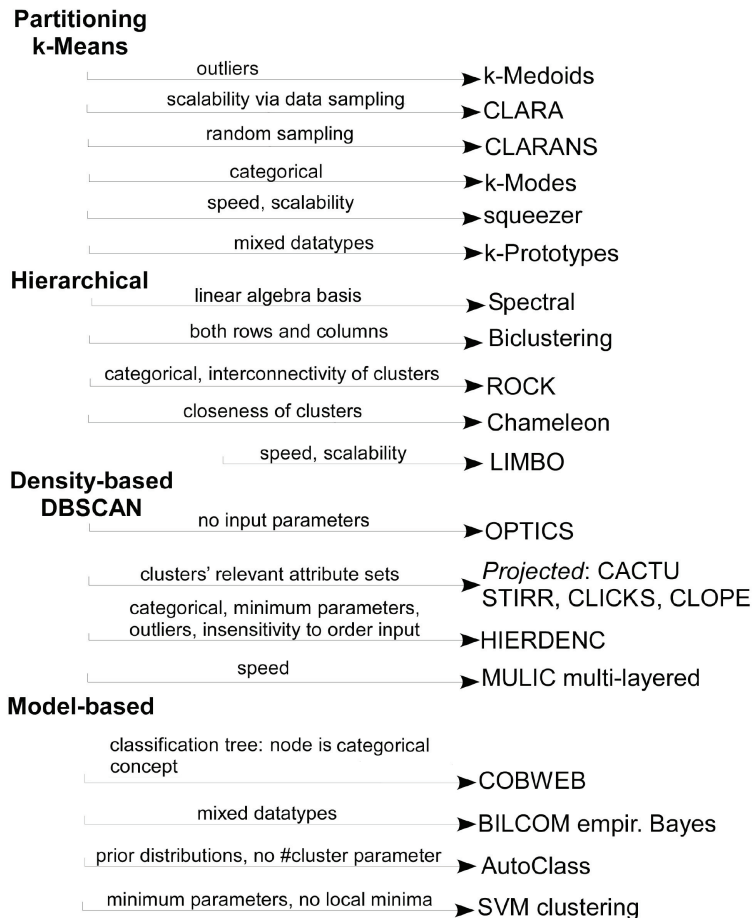 Partitioning
k-Means
outliers
k-Medoids
scalability via data sampling
CLARA
random sampling
CLARANS
categorical
k-Modes
speed, scalability
squeezer
mixed datatypes
k-Prototypes
Hierarchical
linear algebra basis
Spectral
both rows and columns
Biclustering
categorical, interconnectivity of clusters
ROCK
closeness of clusters
Chameleon
speed, scalability
LIMBO
Density-based
DBSCAN
no input parameters
OPTICS
clusters' relevant attribute sets
Projected: CACTU
STIRR, CLICKS, CLOPE
categorical, minimum parameters,
outliers, insensitivity to order input
HIERDENC
speed
MULIC multi-layered
Model-based
classification tree: node is categorical
concept
COBWEB
mixed datatypes
BILCOM empir. Bayes
prior distributions, no #cluster parameter
AutoClass
minimum parameters, no local minima
SVM clustering